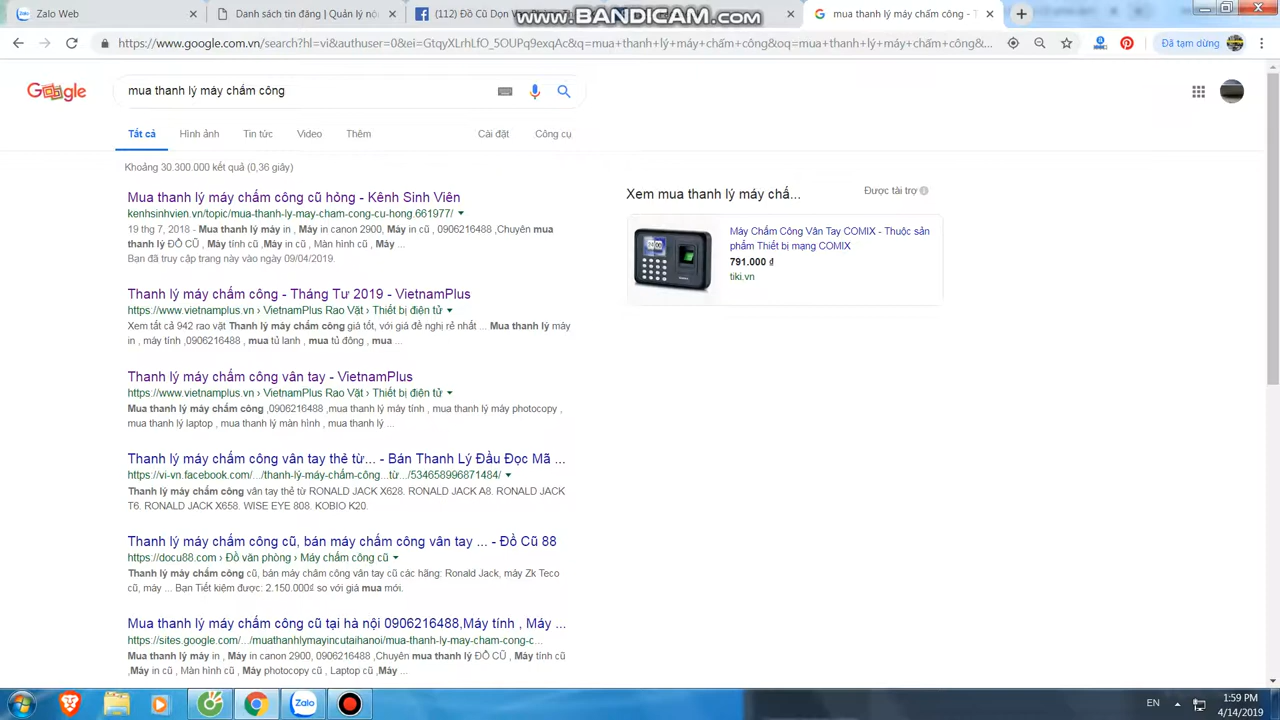 Zalo Web
Danh sách tin đăng | Quản lý nội
(112) Đồ Cũ Dọn V
www.BANDICAM.com
mua thanh lý máy chấm công - T
https://www.google.com.vn/search?hl=vi&authuser=0&ei=GtqyXLrhLfO_5OUPq9exqAc&q=mua+thanh+lý+máy+chấm+công&oq=mua+thanh+lý+máy+chấm+công&...
Đã tạm dừng
Google
mua thanh lý máy chấm công
Tất cả Hình ảnh Tin tức Video Thêm Cài đặt Công cụ
Khoảng 30.300.000 kết quả (0,36 giây)
Mua thanh lý máy chấm công cũ hỏng - Kênh Sinh Viên
kenhsinhvien.vn/topic/mua-thanh-ly-may-cham-cong-cu-hong.661977/
19 thg 7, 2018 - Mua thanh lý máy in , Máy in canon 2900, Máy in cũ , 0906216488 ,Chuyên mua
thanh lý ĐỒ CŨ , Máy tính cũ ,Máy in cũ , Màn hình cũ , Máy ...
Bạn đã truy cập trang này vào ngày 09/04/2019.
Thanh lý máy chấm công - Tháng Tư 2019 - VietnamPlus
https://www.vietnamplus.vn › VietnamPlus Rao Vặt › Thiết bị điện tử
Xem tất cả 942 rao vặt Thanh lý máy chấm công giá tốt, với giá đề nghị rẻ nhất ... Mua thanh lý máy
in , máy tính ,0906216488 , mua tủ lanh , mua tủ đông , mua ...
Thanh lý máy chấm công vân tay - VietnamPlus
https://www.vietnamplus.vn › VietnamPlus Rao Vặt › Thiết bị điện tử
Mua thanh lý máy chấm công ,0906216488 ,mua thanh lý máy tính , mua thanh lý máy photocopy ,
mua thanh lý laptop , mua thanh lý màn hình , mua thanh lý ...
Thanh lý máy chấm công vân tay thẻ từ... - Bán Thanh Lý Đầu Đọc Mã ...
https://vi-vn.facebook.com/.../thanh-lý-máy-chấm-công...từ.../534658996871484/
Thanh lý máy chấm công vân tay thẻ từ RONALD JACK X628. RONALD JACK A8. RONALD JACK
T6. RONALD JACK X658. WISE EYE 808. KOBIO K20.
Thanh lý máy chấm công cũ, bán máy chấm công vân tay ... - Đồ Cũ 88
https://docu88.com › Đồ văn phòng › Máy chấm công cũ
Thanh lý máy chấm công cũ, bán máy chấm công vân tay cũ các hãng: Ronald Jack, mày Zk Teco
cũ, máy ... Bạn Tiết kiệm được: 2.150.000₫ so với giá mua mới.
Mua thanh lý máy chấm công cũ tại hà nội 0906216488,Máy tính , Máy ...
https://sites.google.com/.../muathanhlymayincutaihanoi/mua-thanh-ly-may-cham-cong-c...
Mua thanh lý máy in , Máy in canon 2900, 0906216488 ,Chuyên mua thanh lý ĐỒ CŨ , Máy tính cũ
,Máy in cũ , Màn hình cũ , Máy photocopy cũ , Laptop cũ ,Máy ...
Xem mua thanh lý máy chấ...
Được tài trợ
Máy Chấm Công Vân Tay COMIX - Thuộc sản
phẩm Thiết bị mạng COMIX
791.000 ₫
tiki.vn
Zalo
EN
1:59 PM
4/14/2019